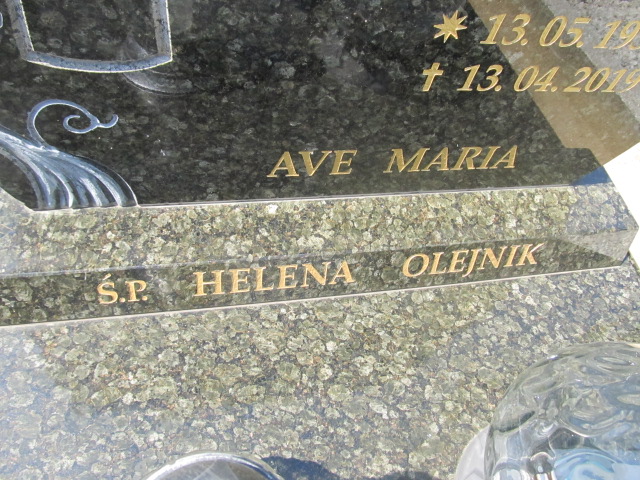 * 13.05.19
† 13.04.2019
AVE MARIA
Ś.P. HELENA OLEJNIK